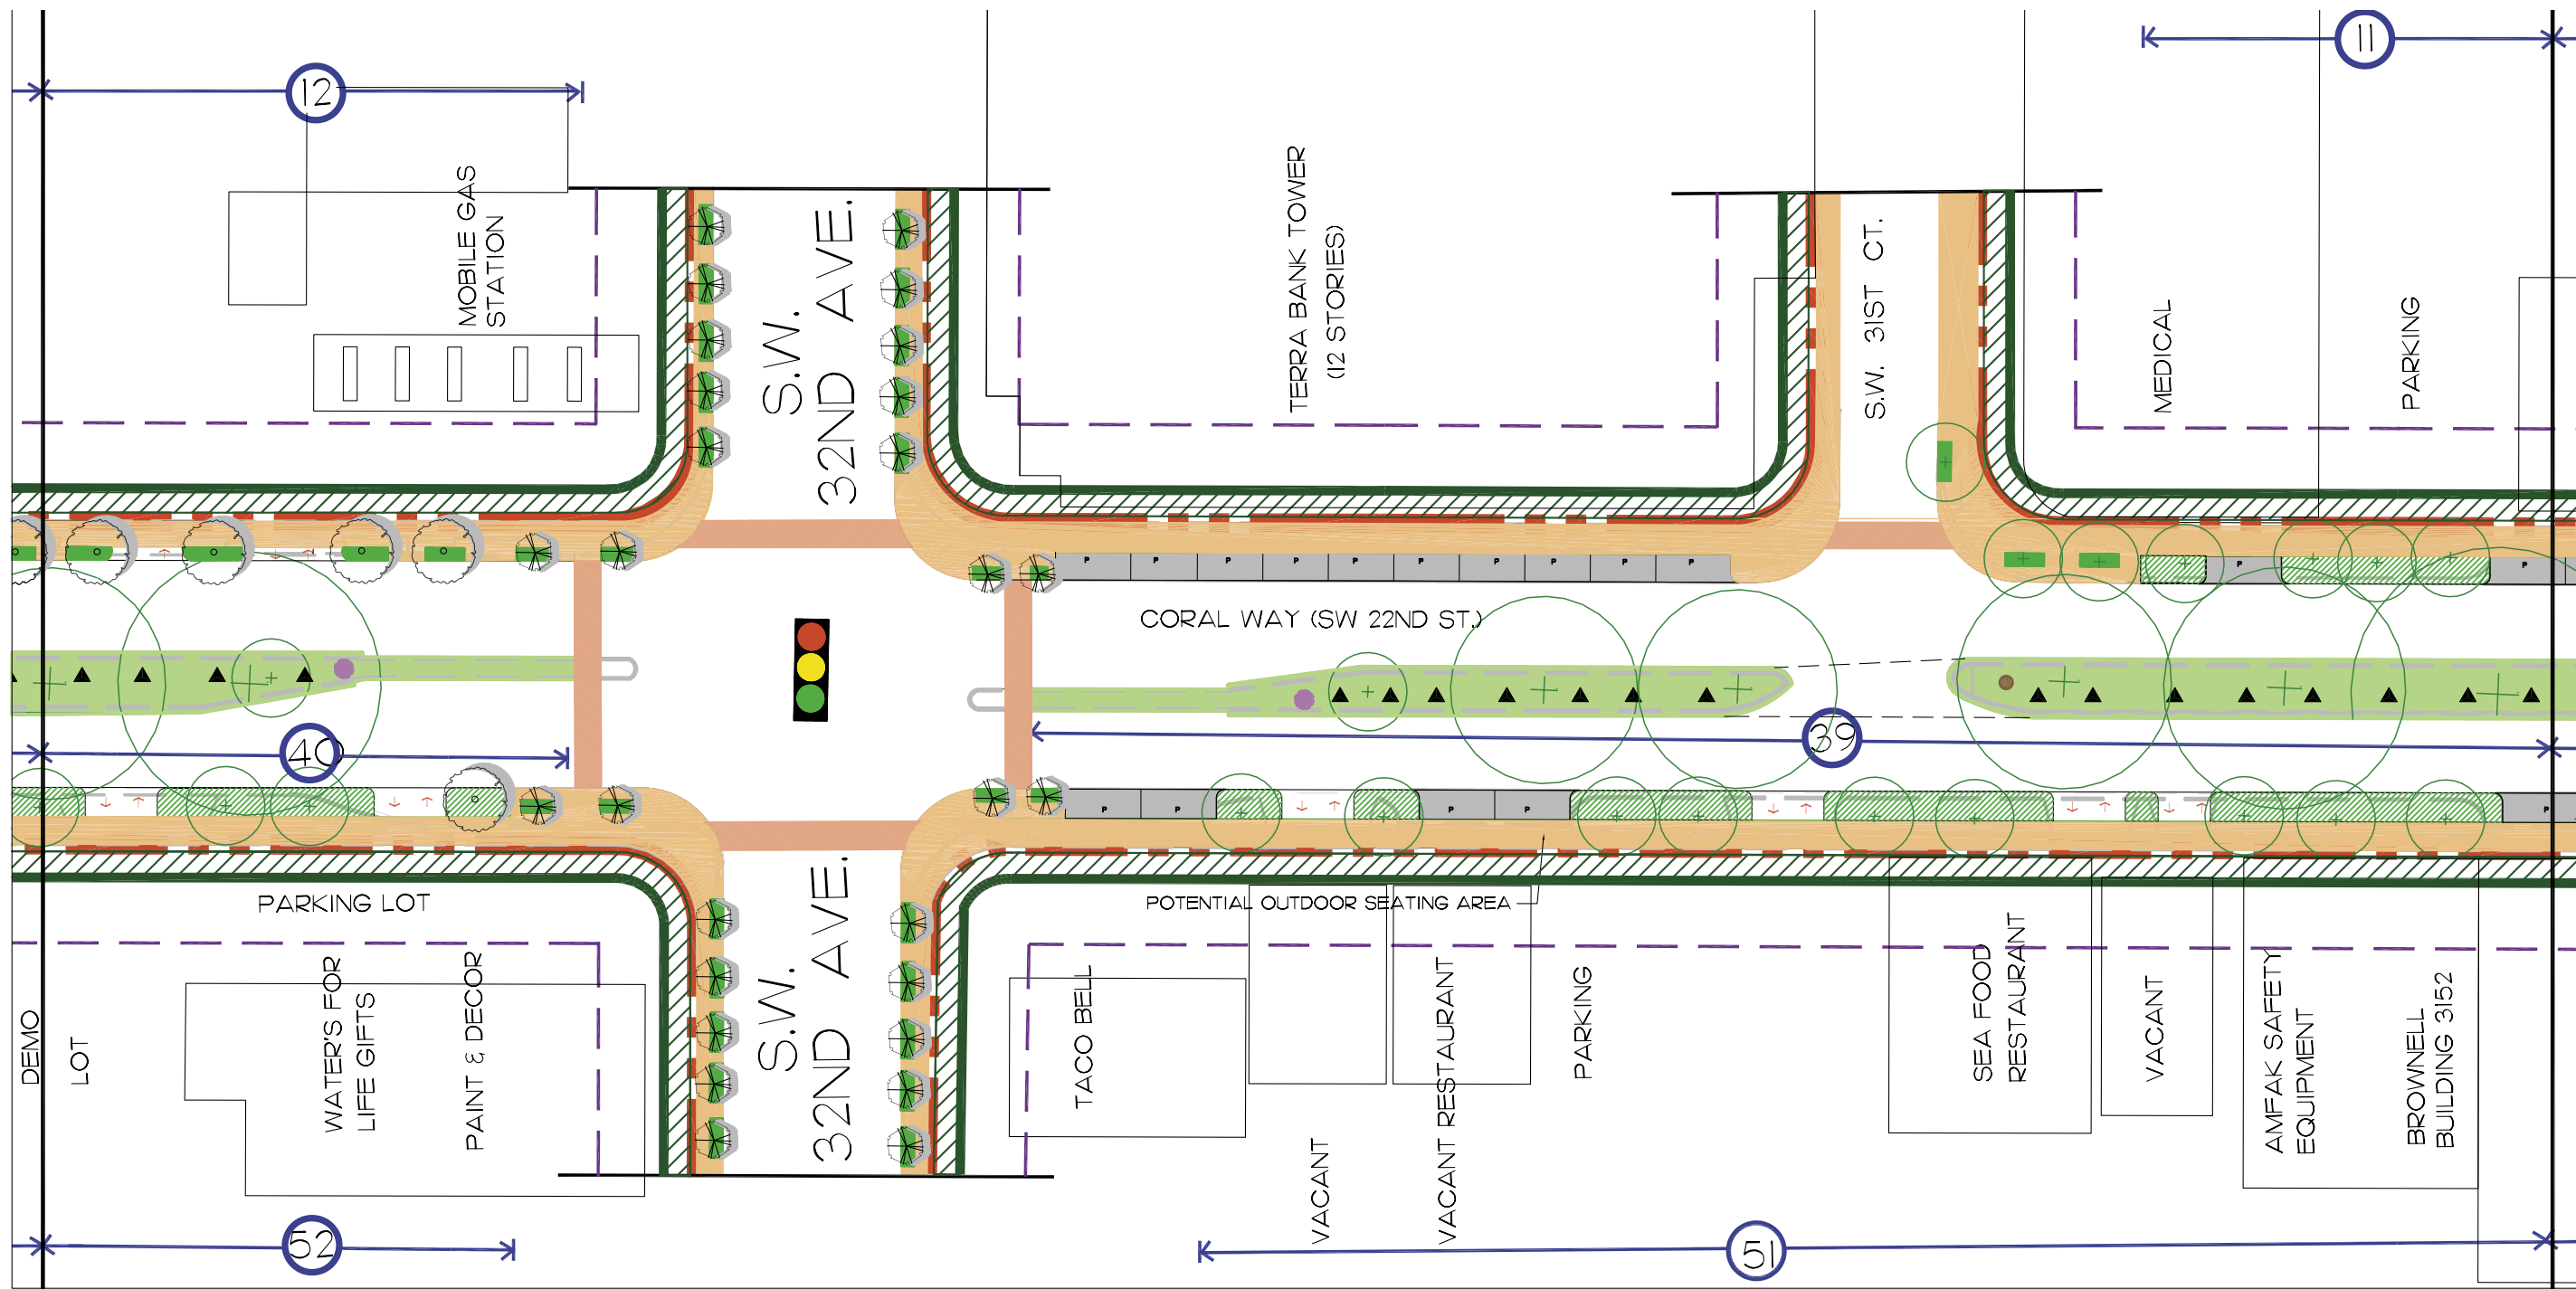 12
11
MOBILE GAS
STATION
S.W.
32ND AVE.
TERRA BANK TOWER
(12 STORIES)
S.W. 31ST CT.
MEDICAL
PARKING
P P P P P P P P P P
P
P
CORAL WAY (SW 22ND ST.)
40
39
P P
P P
P
PARKING LOT
POTENTIAL OUTDOOR SEATING AREA
DEMO
LOT
WATER'S FOR
LIFE GIFTS
PAINT & DECOR
S.W.
32ND AVE.
TACO BELL
VACANT
VACANT RESTAURANT
PARKING
SEA FOOD
RESTAURANT
VACANT
AMFAK SAFETY
EQUIPMENT
BROWNELL
BUILDING 3152
52
51